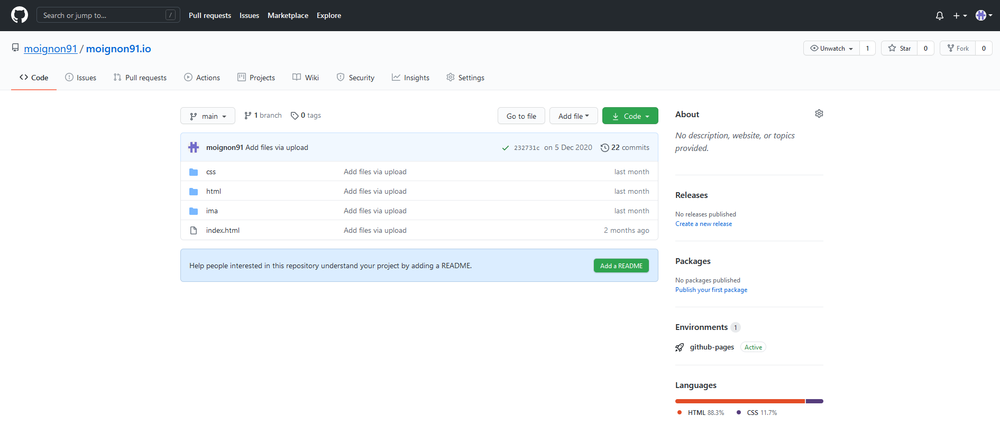 Search or jump to... / Pull requests Issues Marketplace Explore
moignon91 / moignon91.io Unwatch 1 Star 0 Fork 0
Code Issues Pull requests Actions Projects Wiki Security Insights Settings
main 1 branch 0 tags Go to file Add file Code
moignon91 Add files via upload 232731c on 5 Dec 2020 22 commits
css Add files via upload last month
html Add files via upload last month
ima Add files via upload last month
index.html Add files via upload 2 months ago
Help people interested in this repository understand your project by adding a README. Add a README
About
No description, website, or topics
provided.
Releases
No releases published
Create a new release
Packages
No packages published
Publish your first package
Environments 1
github-pages Active
Languages
HTML 88.3% CSS 11.7%